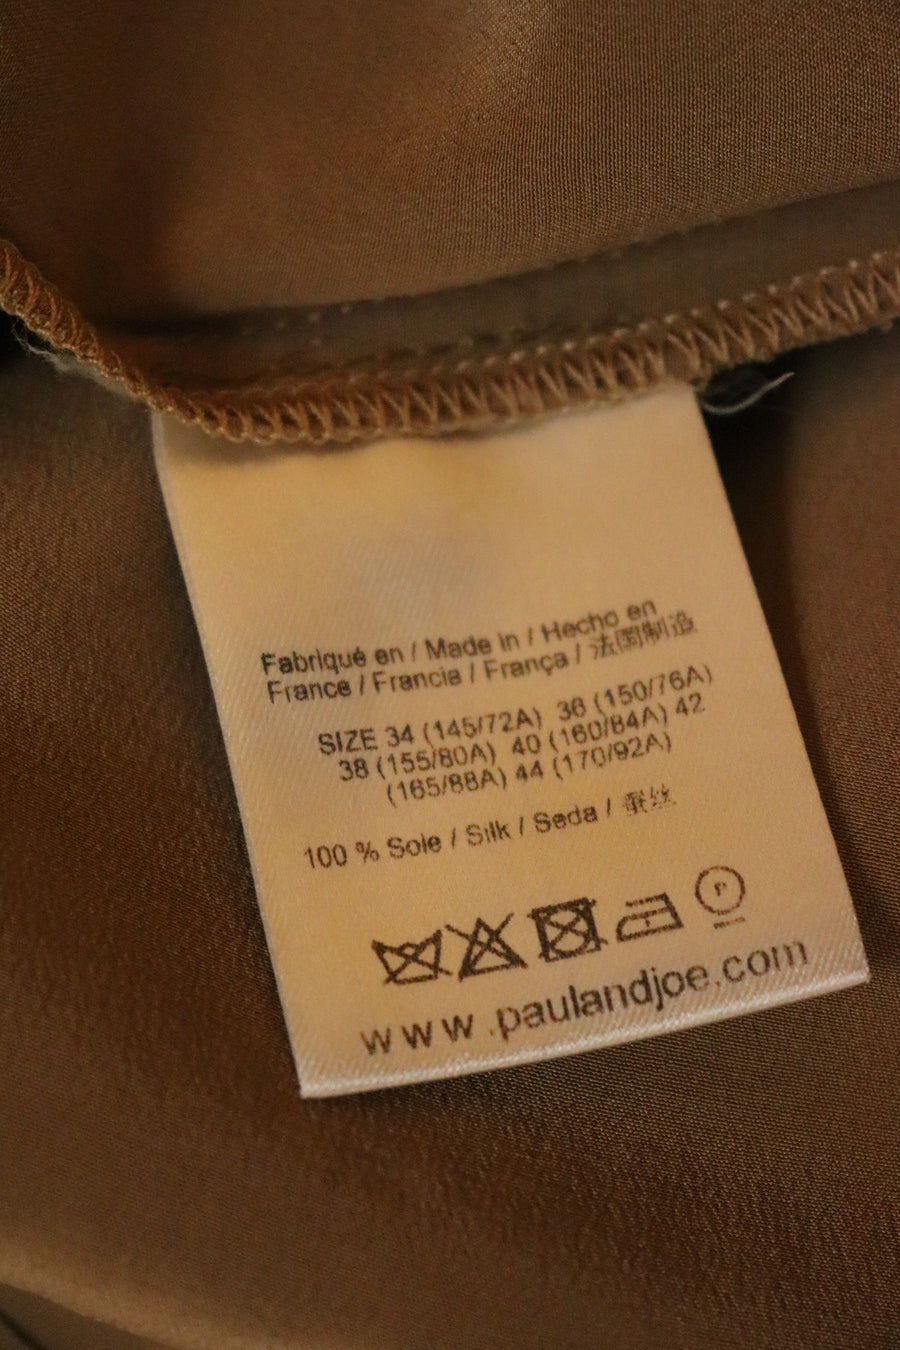 Fabriqué en / Made in / Hecho en
France / Francia / França / 法国制造
SIZE 34 (145/72A) 36 (150/76A)
38 (155/80A) 40 (160/84A) 42
(165/88A) 44 (170/92A)
100 % Soie / Silk / Seda / 蚕丝
P
www.paulandjoe.com